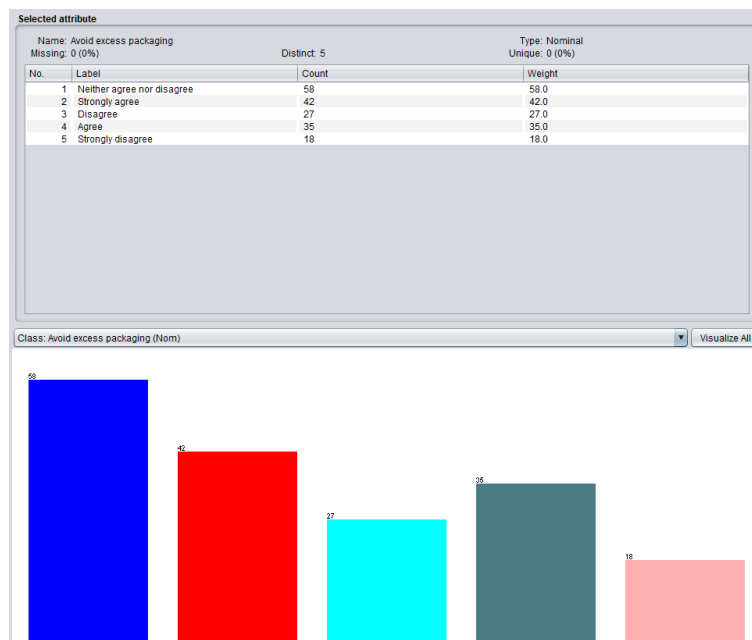 Selected attribute
Name: Avoid excess packaging Type: Nominal
Missing: 0 (0%) Distinct: 5 Unique: 0 (0%)
No. Label Count Weight
1 Neither agree nor disagree 58 58.0
2 Strongly agree 42 42.0
3 Disagree 27 27.0
4 Agree 35 35.0
5 Strongly disagree 18 18.0
Class: Avoid excess packaging (Nom) Visualize All
58
42
27
35
18